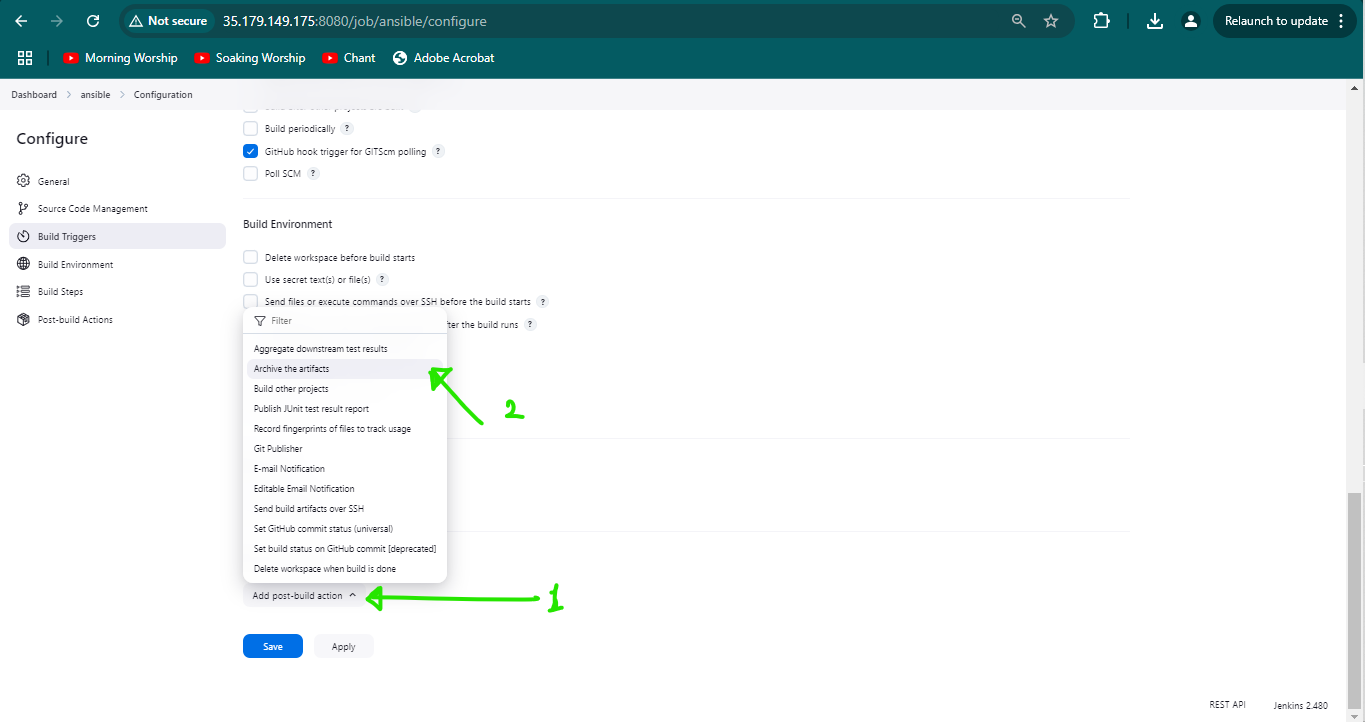 Not secure 35.179.149.175:8080/job/ansible/configure Relaunch to update
Morning Worship Soaking Worship Chant Adobe Acrobat
Dashboard ansible Configuration
Configure
General
Source Code Management
Build Triggers
Build Environment
Build Steps
Post-build Actions
Build periodically ?
GitHub hook trigger for GITScm polling ?
Poll SCM ?
Build Environment
Delete workspace before build starts
Use secret text(s) or file(s) ?
Send files or execute commands over SSH before the build starts ?
fter the build runs ?
Filter
Aggregate downstream test results
Archive the artifacts
Build other projects
Publish JUnit test result report
Record fingerprints of files to track usage
Git Publisher
E-mail Notification
Editable Email Notification
Send build artifacts over SSH
Set GitHub commit status (universal)
Set build status on GitHub commit [deprecated]
Delete workspace when build is done
2
Add post-build action
1
Save Apply
REST API Jenkins 2.480